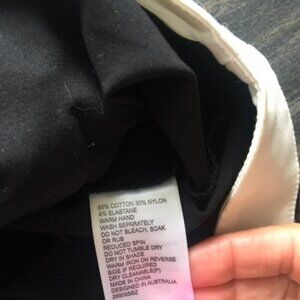 66% COTTON 30% NYLON
4% ELASTANE
WARM HAND
WASH SEPARATELY
DO NOT BLEACH, SOAK
OR RUB
REDUCED SPIN
DO NOT TUMBLE DRY
DRY IN SHADE
WARM IRON ON REVERSE
SIDE IF REQUIRED
DRY CLEANABLE(P)
MADE IN CHINA
DESIGNED IN AUSTRALIA